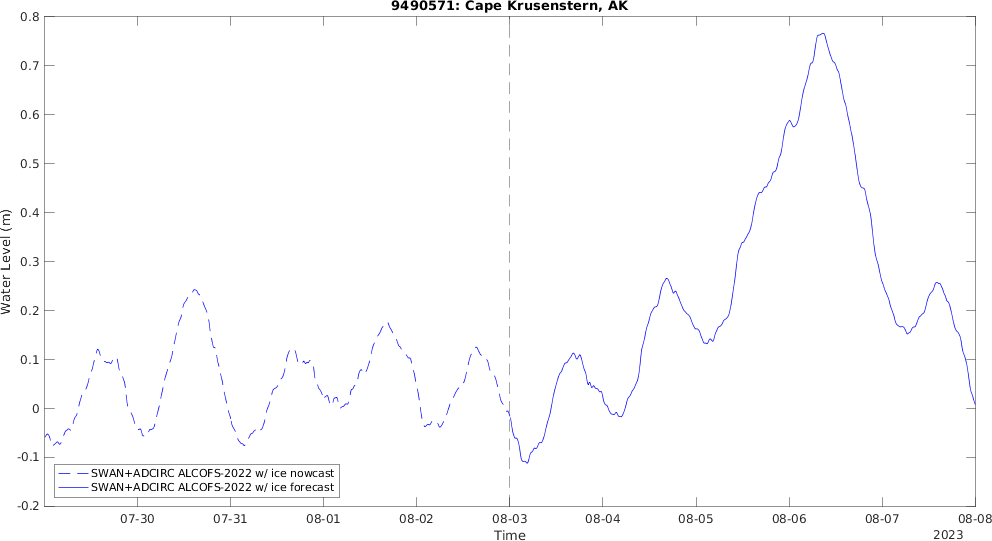 9490571: Cape Krusenstern, AK
0.8
0.7
0.6
0.5
0.4
0.3
0.2
0.1
0
-0.1
-0.2
Water Level (m)
SWAN+ADCIRC ALCOFS-2022 w/ ice nowcast
SWAN+ADCIRC ALCOFS-2022 w/ ice forecast
07-30 07-31 08-01 08-02 08-03 08-04 08-05 08-06 08-07 08-08
Time
2023